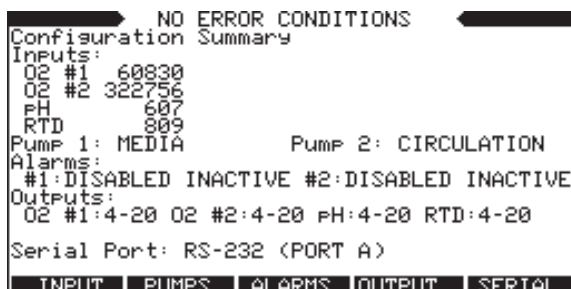 NO ERROR CONDITIONS
Configuration Summary
Inputs:
O2 #1 60830
O2 #2 322756
pH 607
RTD 809
Pump 1: MEDIA Pump 2: CIRCULATION
Alarms:
#1:DISABLED INACTIVE #2:DISABLED INACTIVE
Outputs:
O2 #1:4-20 O2 #2:4-20 pH:4-20 RTD:4-20
Serial Port: RS-232 (PORT A)
INPUT PUMPS ALARMS OUTPUT SERIAL